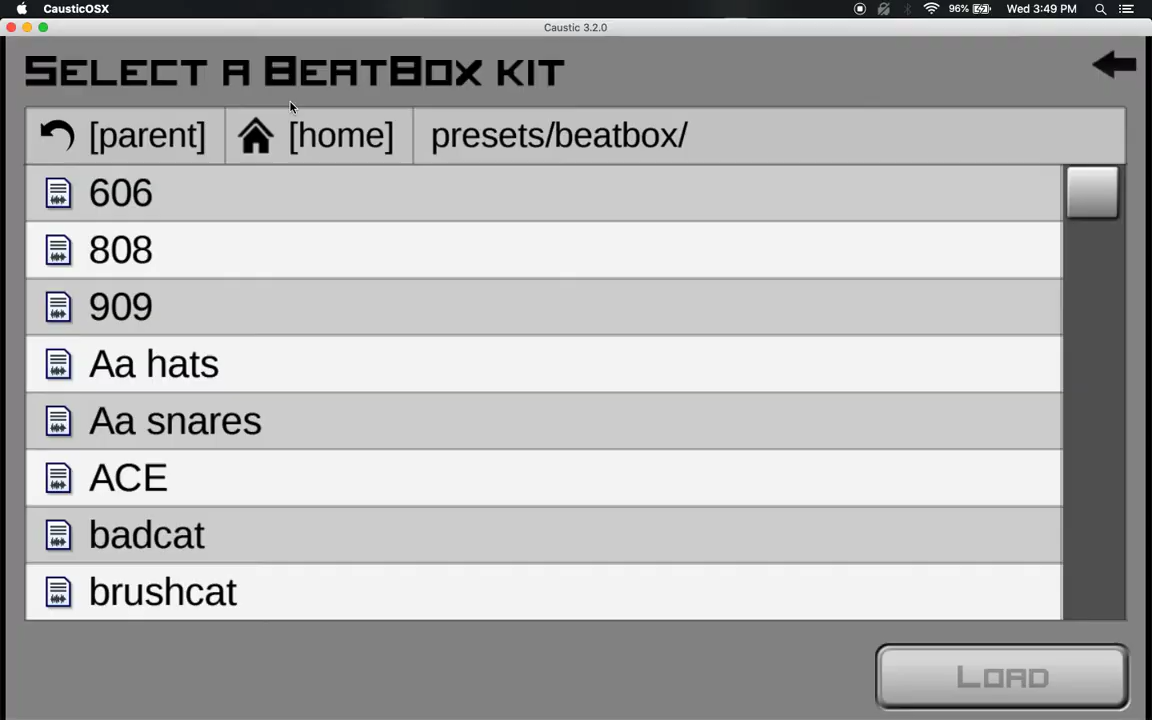 CausticOSX 96% Wed 3:49 PM
Caustic 3.2.0
Select a BeatBox kit
[parent] [home] presets/beatbox/
606
808
909
Aa hats
Aa snares
ACE
badcat
brushcat
Load